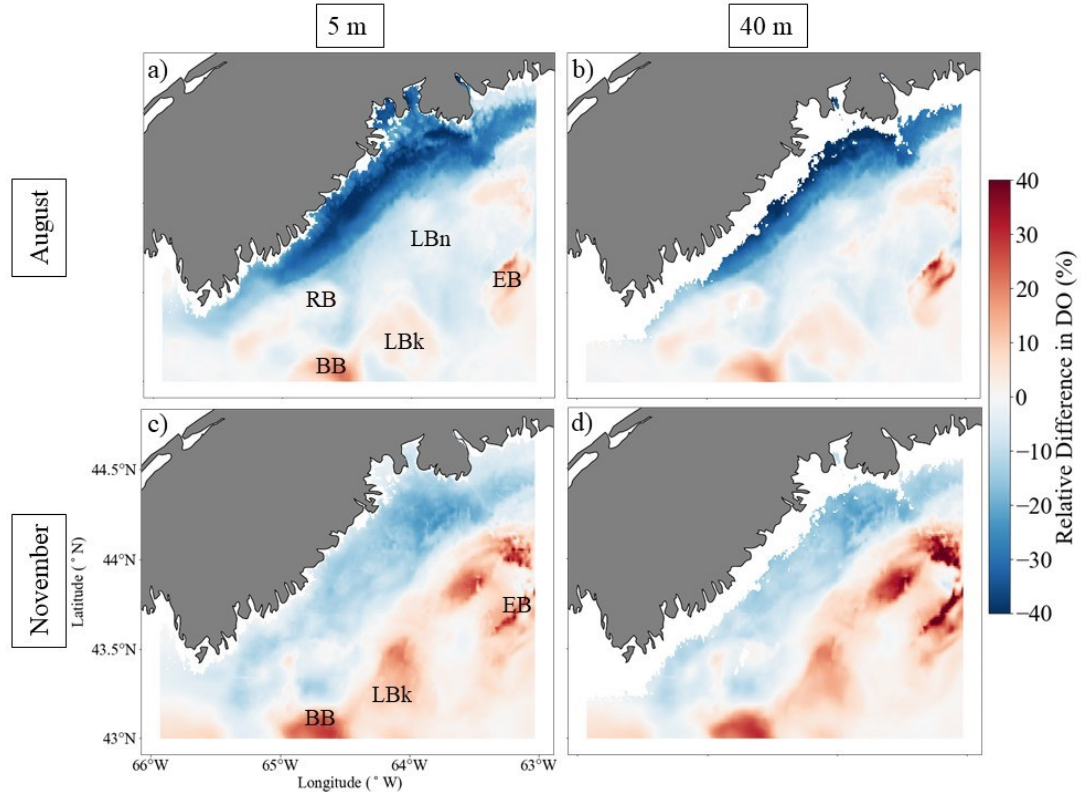 5 m
40 m
August
November
a)
LBn
RB
EB
LBk
BB
b)
c)
EB
LBk
BB
d)
44.5°N
44°N
43.5°N
43°N
Latitude (°N)
66°W
65°W
64°W
63°W
Longitude (°W)
40
30
20
10
0
−10
−20
−30
−40
Relative Difference in DO (%)